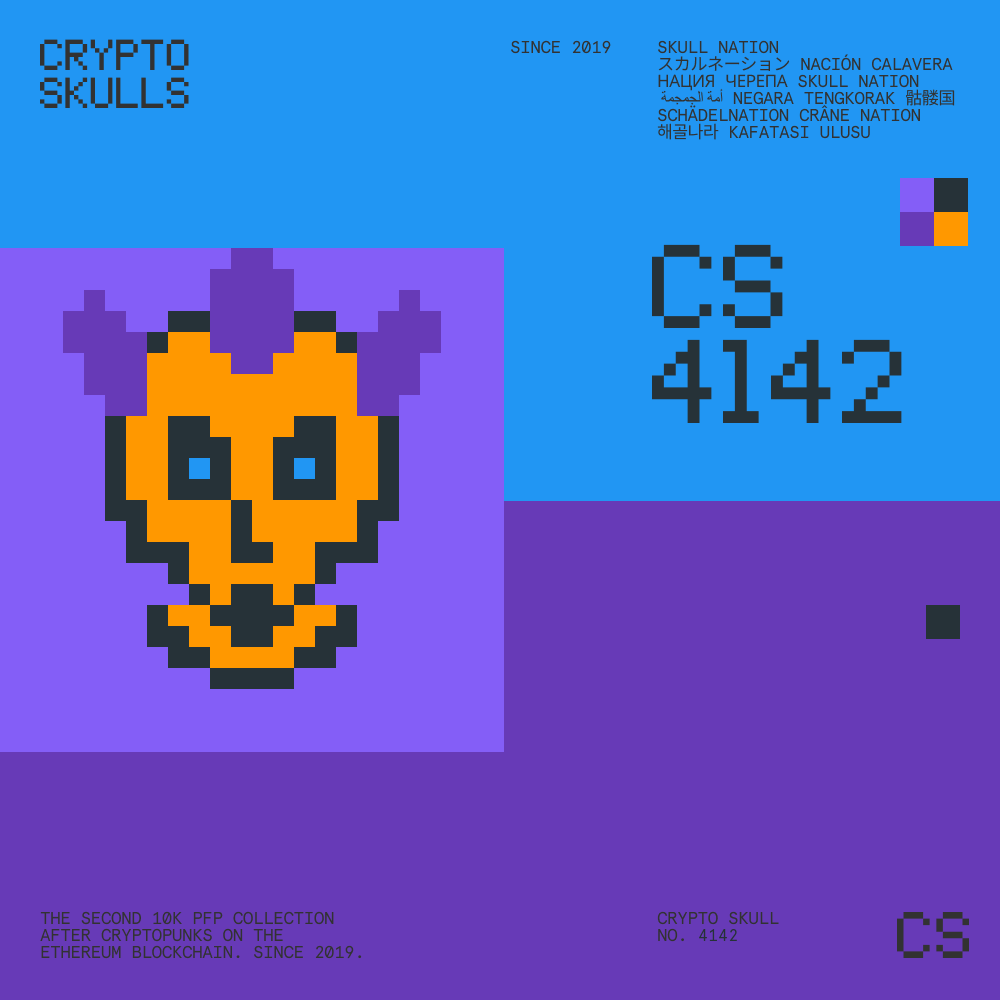 CRYPTO
SKULLS
SINCE 2019
SKULL NATION
スカルネーション NACIÓN CALAVERA
НАЦИЯ ЧЕРЕПА SKULL NATION
أمة الجمجمة NEGARA TENGKORAK 骷髅国
SCHÄDELNATION CRÂNE NATION
해골나라 KAFATASI ULUSU
CS
4142
THE SECOND 10K PFP COLLECTION
AFTER CRYPTOPUNKS ON THE
ETHEREUM BLOCKCHAIN. SINCE 2019.
CRYPTO SKULL
NO. 4142
CS